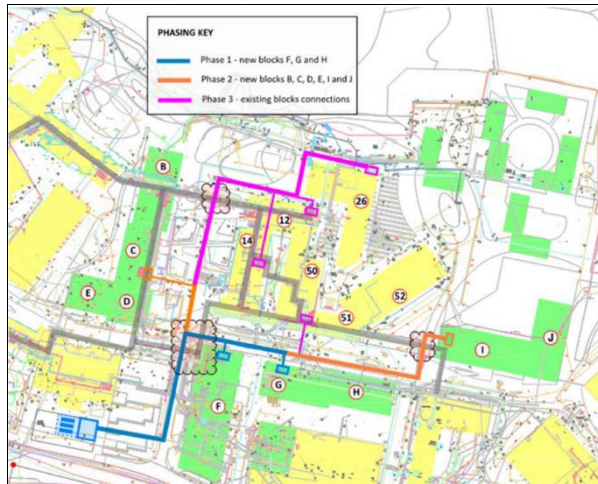 PHASING KEY
Phase 1 - new blocks F, G and H
Phase 2 - new blocks B, C, D, E, I and J
Phase 3 - existing blocks connections
B
26
12
14
C
50
E
D
52
51
J
I
G
H
F